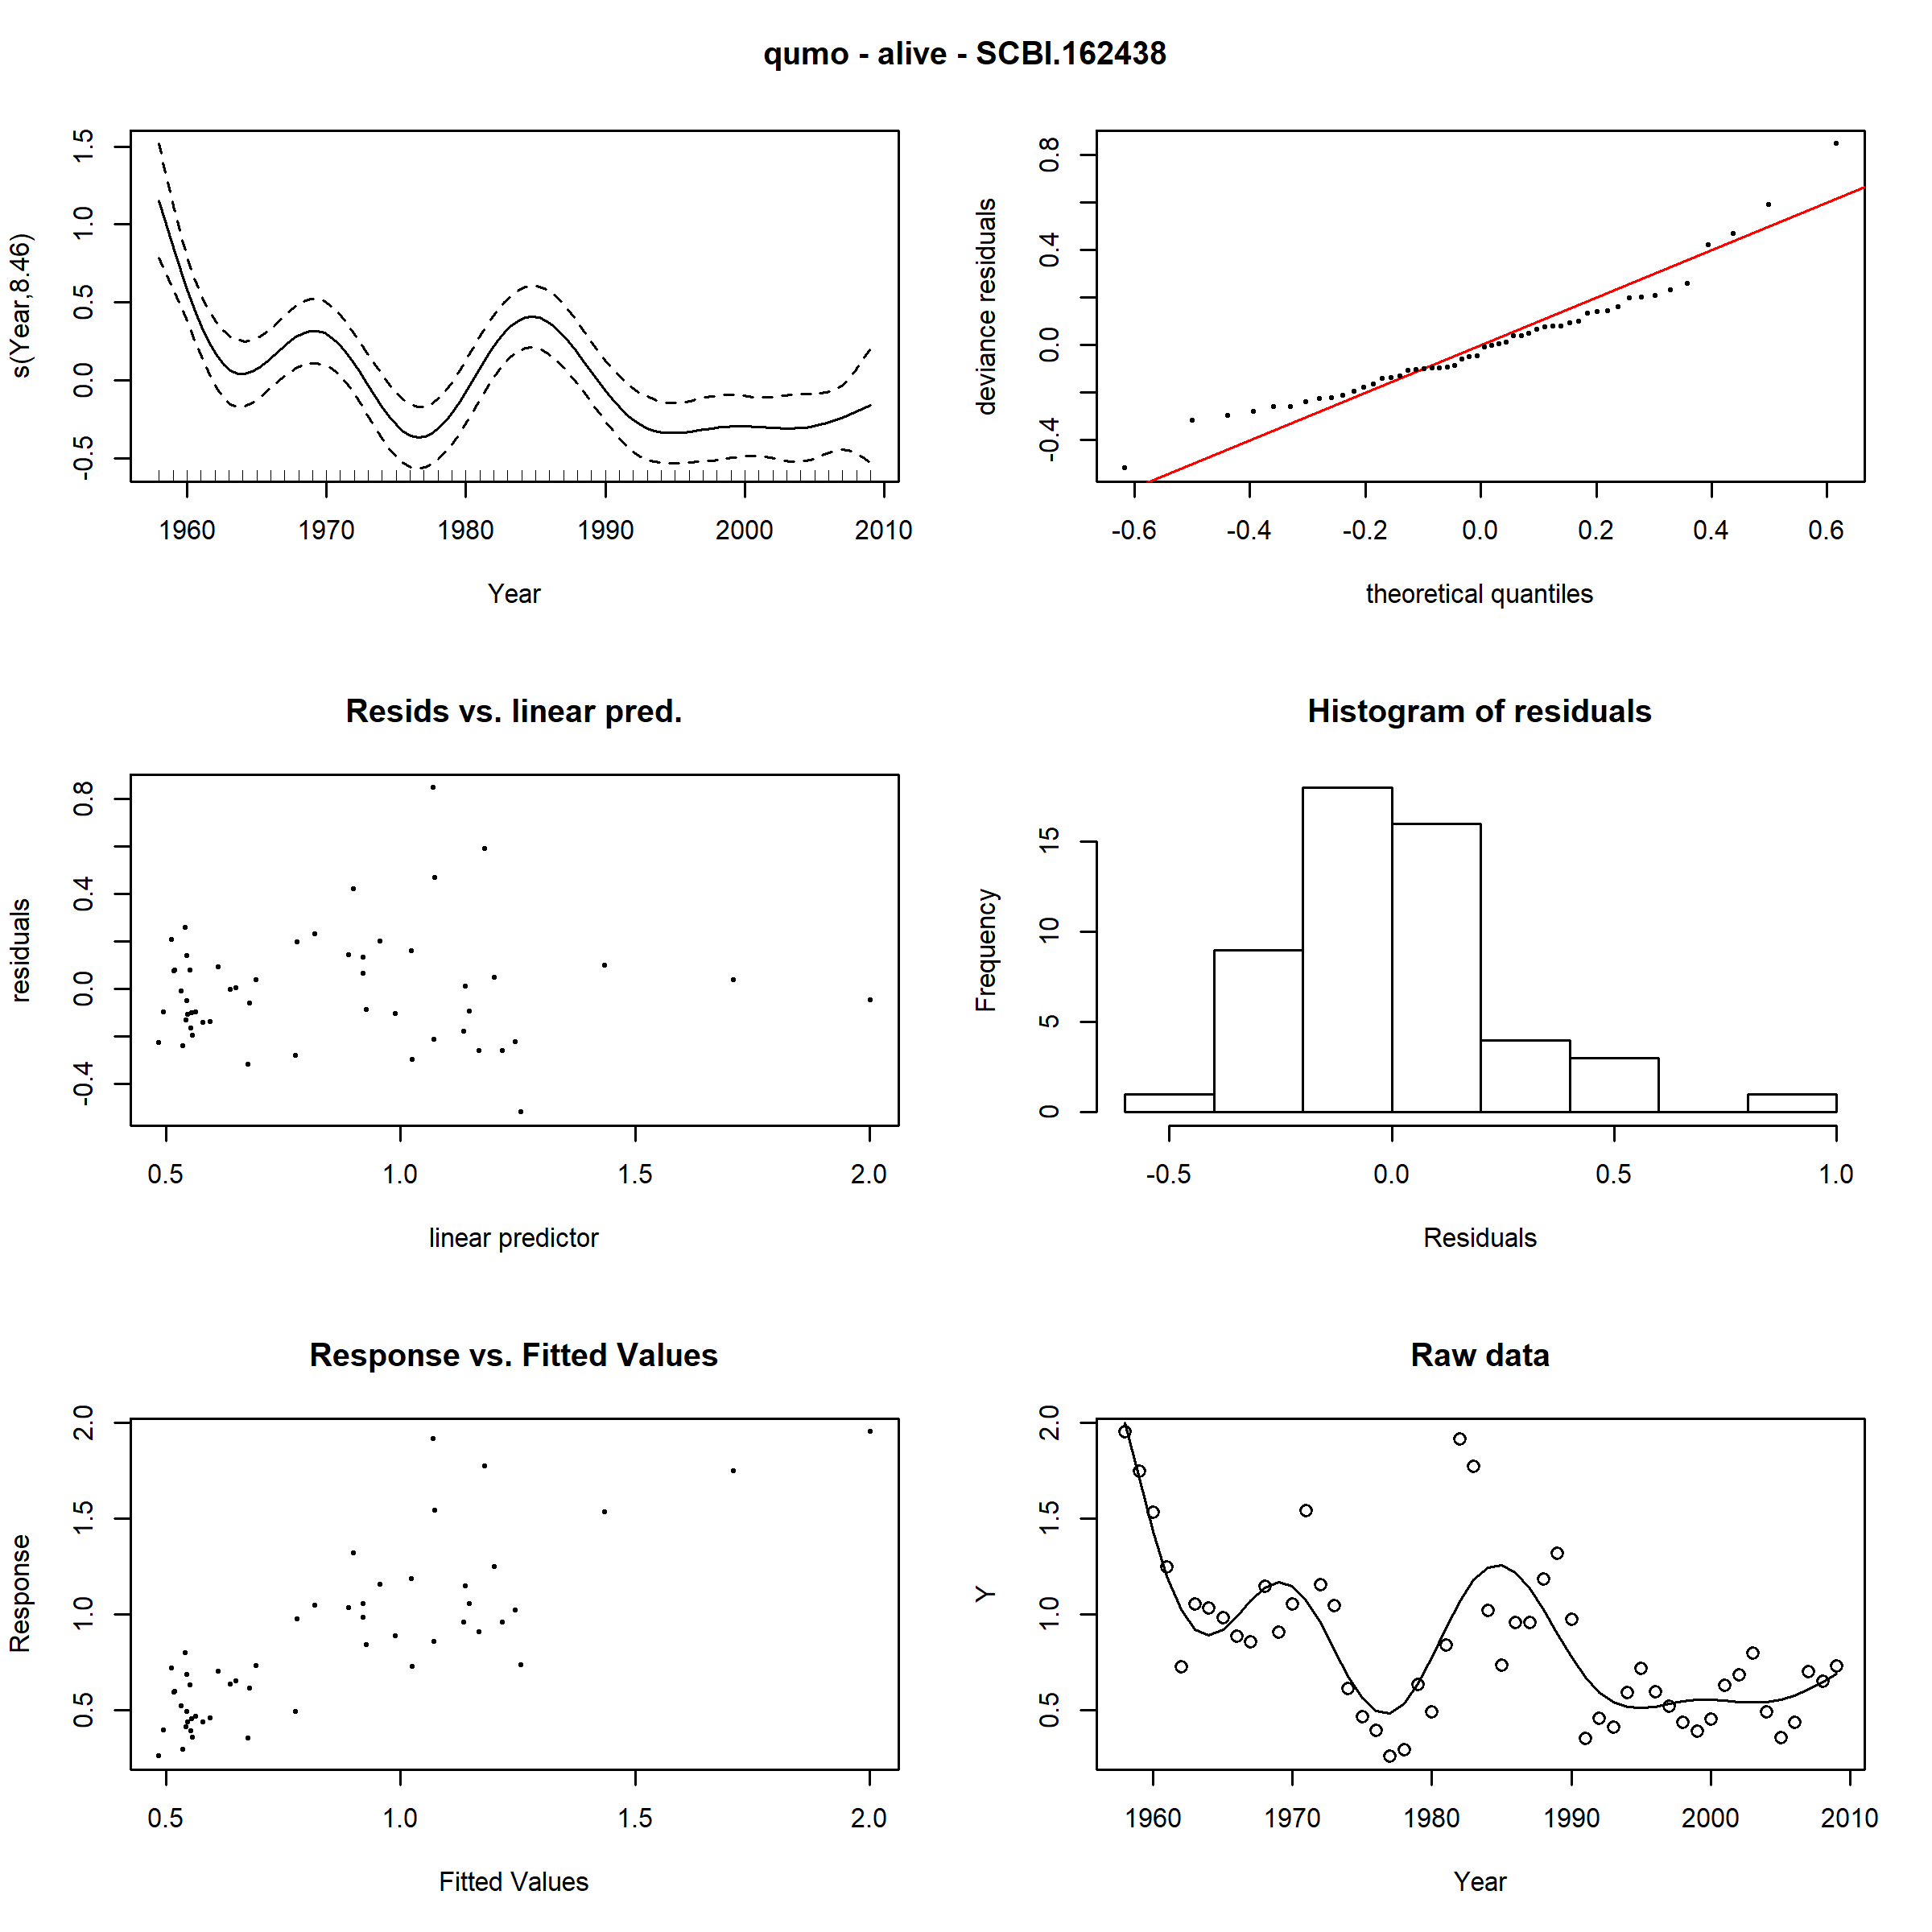 qumo - alive - SCBI.162438
s(Year,8.46)
-0.5 0.0 0.5 1.0 1.5
1960 1970 1980 1990 2000 2010
Year
deviance residuals
-0.4 0.0 0.4 0.8
-0.6 -0.4 -0.2 0.0 0.2 0.4 0.6
theoretical quantiles
Resids vs. linear pred.
residuals
-0.4 0.0 0.4 0.8
0.5 1.0 1.5 2.0
linear predictor
Histogram of residuals
Frequency
0 5 10 15
-0.5 0.0 0.5 1.0
Residuals
Response vs. Fitted Values
Response
0.5 1.0 1.5 2.0
0.5 1.0 1.5 2.0
Fitted Values
Raw data
Y
0.5 1.0 1.5 2.0
1960 1970 1980 1990 2000 2010
Year